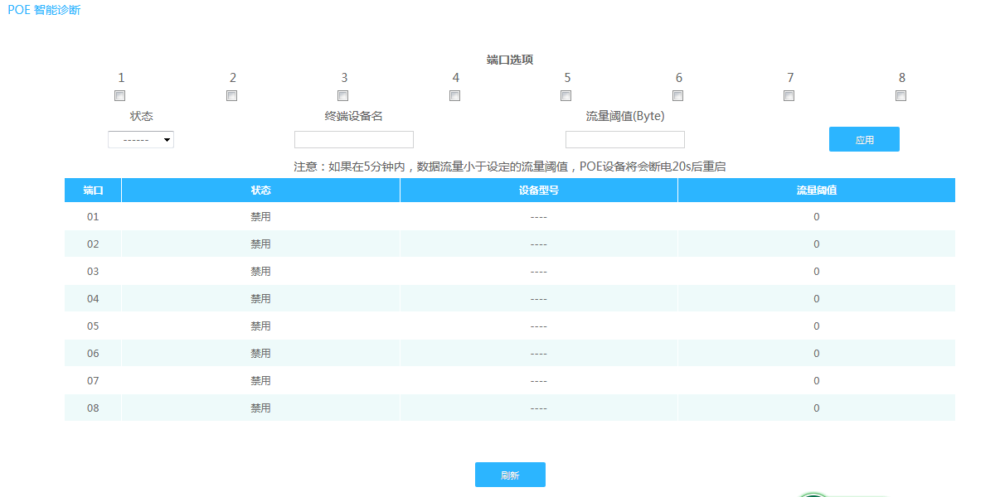 POE 智能诊断
端口选项
1 2 3 4 5 6 7 8
状态 终端设备名 流量阈值(Byte)
------ 应用
注意：如果在5分钟内，数据流量小于设定的流量阈值，POE设备将会断电20s后重启
端口 状态 设备型号 流量阈值
01 禁用 ---- 0
02 禁用 ---- 0
03 禁用 ---- 0
04 禁用 ---- 0
05 禁用 ---- 0
06 禁用 ---- 0
07 禁用 ---- 0
08 禁用 ---- 0
刷新